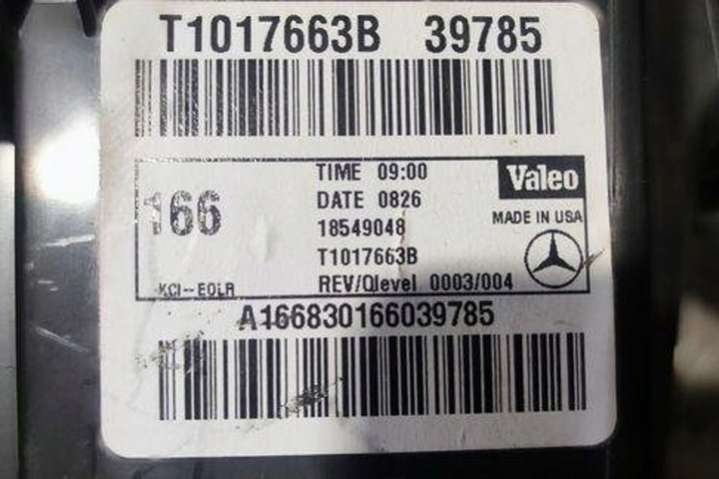 T1017663B 39785
TIME 09:00
Valeo
DATE 0826
166
MADE IN USA
18549048
T1017663B
KCI-EOLR
REV/Qlevel 0003/004
A166830166039785